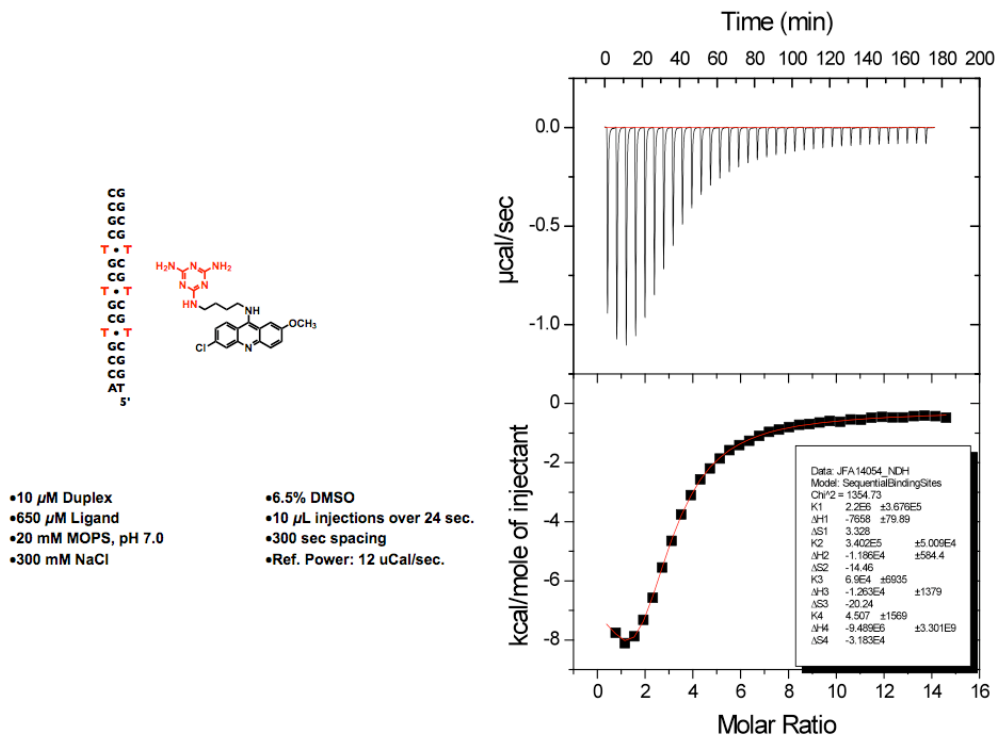 CG
CG
GC
CG
T • T
GC
CG
T • T
GC
CG
T • T
GC
CG
CG
AT
5'
H₂N
N
NH₂
N
N
HN
NH
OCH₃
Cl
N
•10 µM Duplex
•650 µM Ligand
•20 mM MOPS, pH 7.0
•300 mM NaCl
•6.5% DMSO
•10 µL injections over 24 sec.
•300 sec spacing
•Ref. Power: 12 uCal/sec.
Time (min)
0 20 40 60 80 100 120 140 160 180 200
0.0
-0.5
-1.0
µcal/sec
0
-2
-4
-6
-8
kcal/mole of injectant
Data: JFA14054_NDH
Model: SequentialBindingSites
Chi^2 = 1354.73
K1 2.2E6 ±3.676E5
ΔH1 -7658 ±79.89
ΔS1 3.328
K2 3.402E5 ±5.009E4
ΔH2 -1.186E4 ±584.4
ΔS2 -14.46
K3 6.9E4 ±6935
ΔH3 -1.263E4 ±1379
ΔS3 -20.24
K4 4.507 ±1569
ΔH4 -9.489E6 ±3.301E9
ΔS4 -3.183E4
0 2 4 6 8 10 12 14 16
Molar Ratio